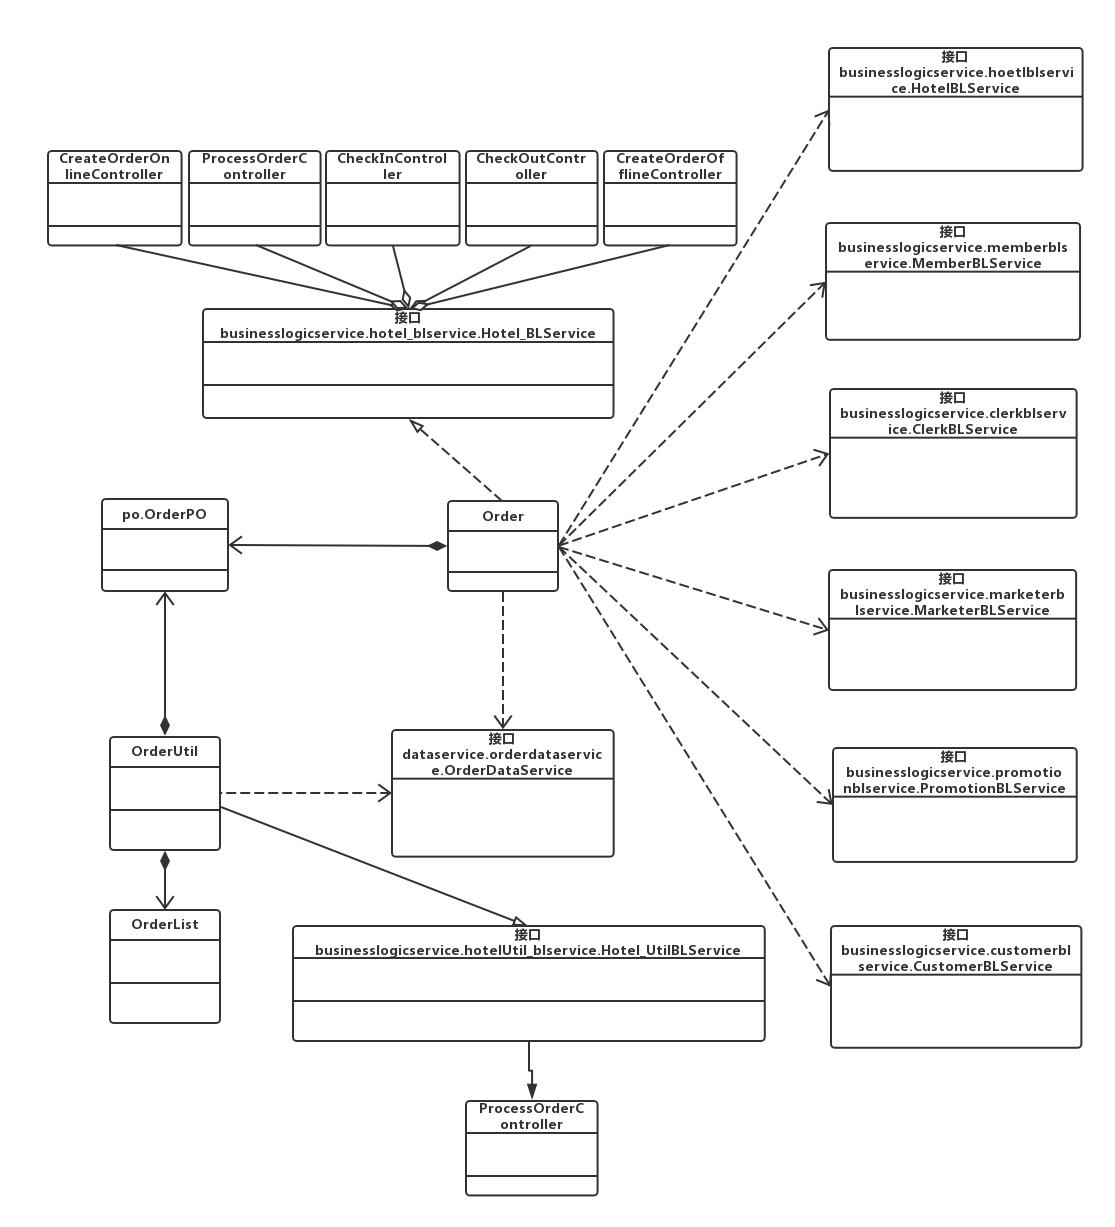 接口
businesslogicservice.hoetlblservi
ce.HotelBLService
CreateOrderOn
lineController
ProcessOrderC
ontroller
CheckInControl
ler
CheckOutContr
oller
CreateOrderOf
flineController
接口
businesslogicservice.memberbls
ervice.MemberBLService
接口
businesslogicservice.hotel_blservice.Hotel_BLService
接口
businesslogicservice.clerkblserv
ice.ClerkBLService
po.OrderPO
Order
接口
businesslogicservice.marketerb
lservice.MarketerBLService
OrderUtil
接口
dataservice.orderdataservic
e.OrderDataService
接口
businesslogicservice.promotio
nblservice.PromotionBLService
OrderList
接口
businesslogicservice.hotelUtil_blservice.Hotel_UtilBLService
接口
businesslogicservice.customerbl
service.CustomerBLService
ProcessOrderC
ontroller